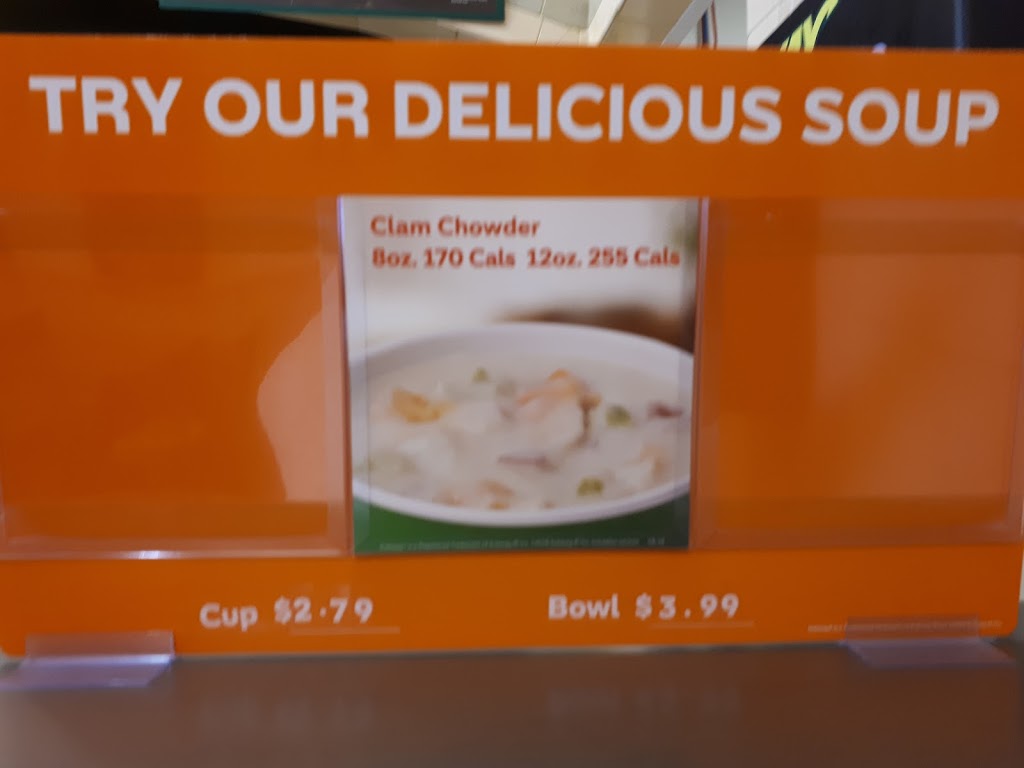 TRY OUR DELICIOUS SOUP
Clam Chowder
8oz. 170 Cals 12oz. 255 Cals
Cup $2.79
Bowl $3.99